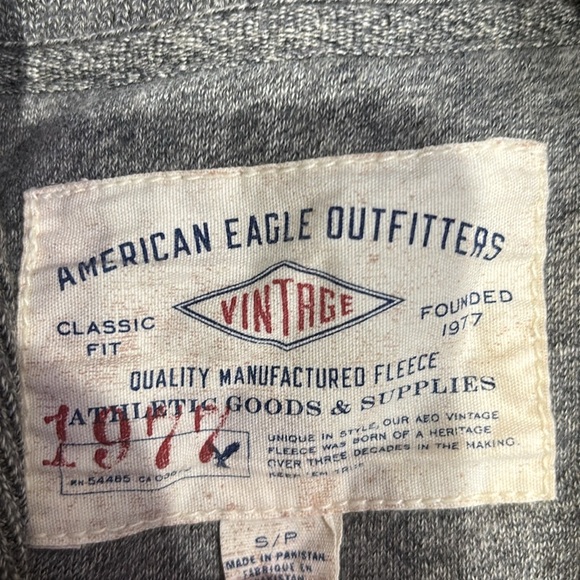 AMERICAN EAGLE OUTFITTERS
VINTAGE
CLASSIC
FIT
FOUNDED
1977
QUALITY MANUFACTURED FLEECE
ATHLETIC GOODS & SUPPLIES
1977
RN 54485 CA
UNIQUE IN STYLE, OUR AEO VINTAGE
FLEECE WAS BORN OF A HERITAGE
OVER THREE DECADES IN THE MAKING.
S/P
MADE IN PAKISTAN
FABRIQUE EN